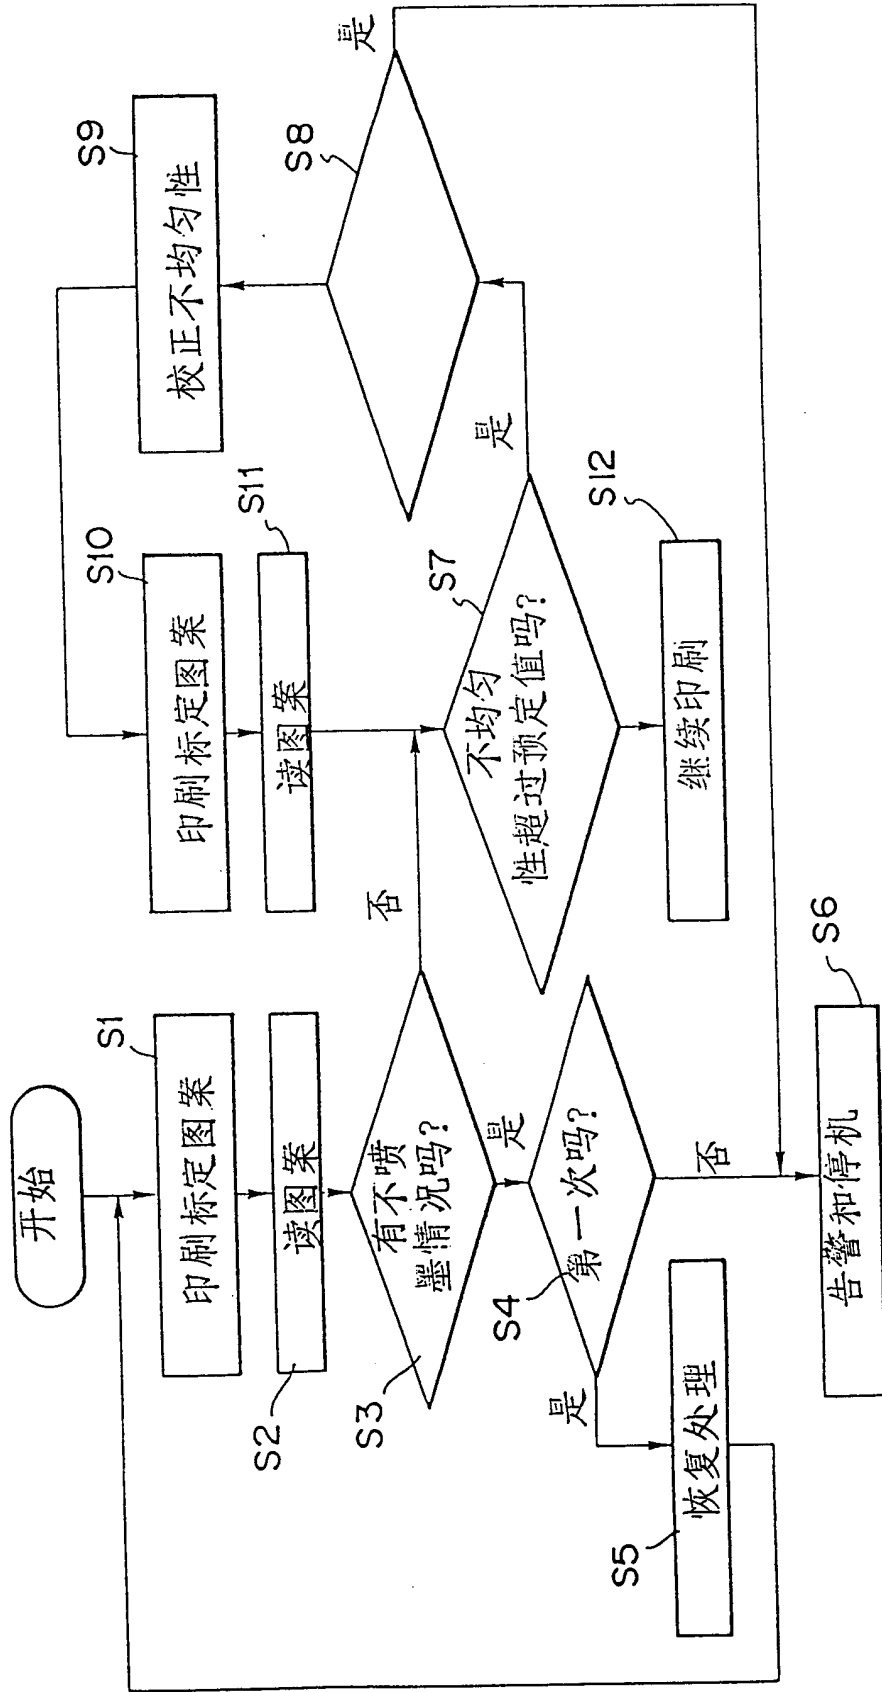 开始
S1
印刷标定图案
S2
读图案
S3
有不喷
墨情况吗?
是
否
S4
第一次吗?
是
否
S5
恢复处理
S6
告警和停机
S10
印刷标定图案
S11
读图案
S7
不均匀
性超过预定值吗?
是
S12
继续印刷
S9
校正不均匀性
S8
是